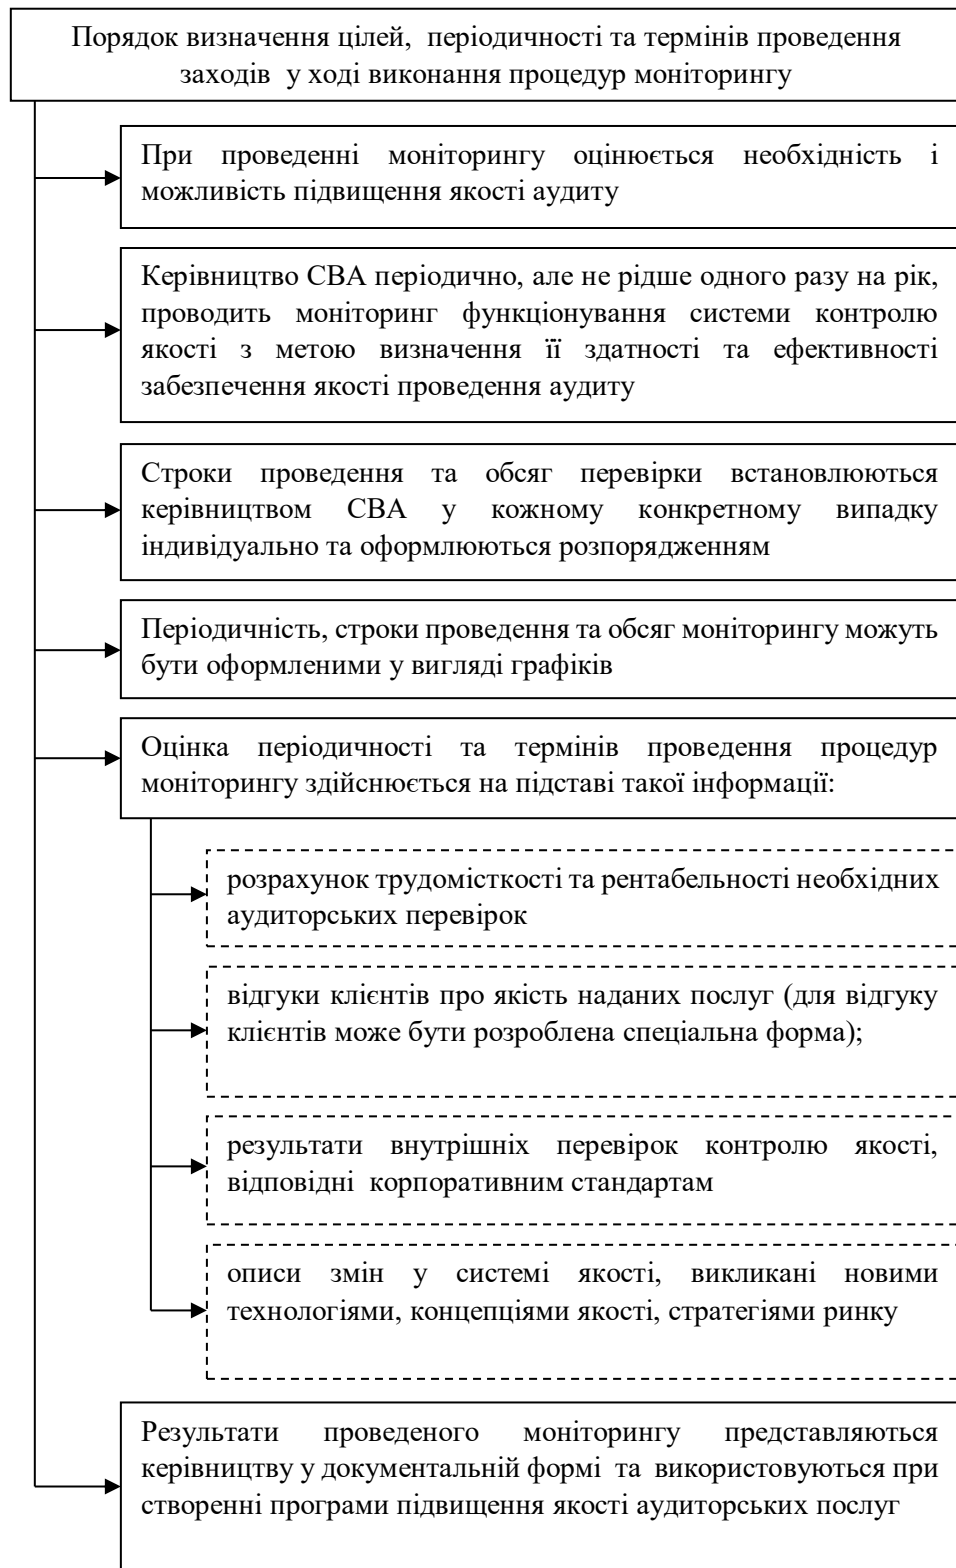 Порядок визначення цілей, періодичності та термінів проведення
заходів у ході виконання процедур моніторингу
При проведенні моніторингу оцінюється необхідність і
можливість підвищення якості аудиту
Керівництво СВА періодично, але не рідше одного разу на рік,
проводить моніторинг функціонування системи контролю
якості з метою визначення її здатності та ефективності
забезпечення якості проведення аудиту
Строки проведення та обсяг перевірки встановлюються
керівництвом СВА у кожному конкретному випадку
індивідуально та оформлюються розпорядженням
Періодичність, строки проведення та обсяг моніторингу можуть
бути оформленими у вигляді графіків
Оцінка періодичності та термінів проведення процедур
моніторингу здійснюється на підставі такої інформації:
розрахунок трудомісткості та рентабельності необхідних
аудиторських перевірок
відгуки клієнтів про якість наданих послуг (для відгуку
клієнтів може бути розроблена спеціальна форма);
результати внутрішніх перевірок контролю якості,
відповідні корпоративним стандартам
описи змін у системі якості, викликані новими
технологіями, концепціями якості, стратегіями ринку
Результати проведеного моніторингу представляються
керівництву у документальній формі та використовуються при
створенні програми підвищення якості аудиторських послуг